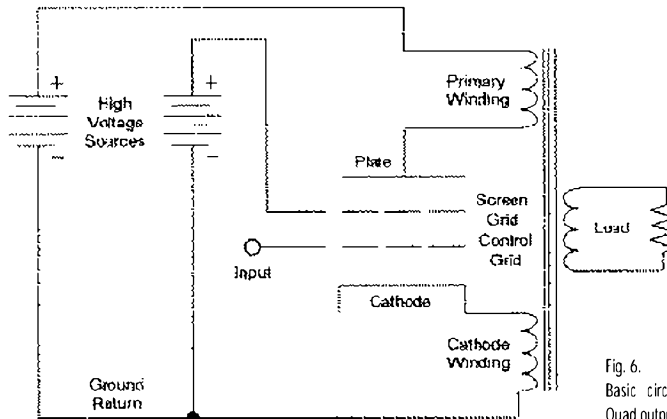 +
+
High
Voltage
Sources
-
-
Primary
Winding
Plate
Screen
Grid
Control
Grid
Input
Load
Cathode
Cathode
Winding
Ground
Return
Fig. 6.
Basic circ
Quad outp